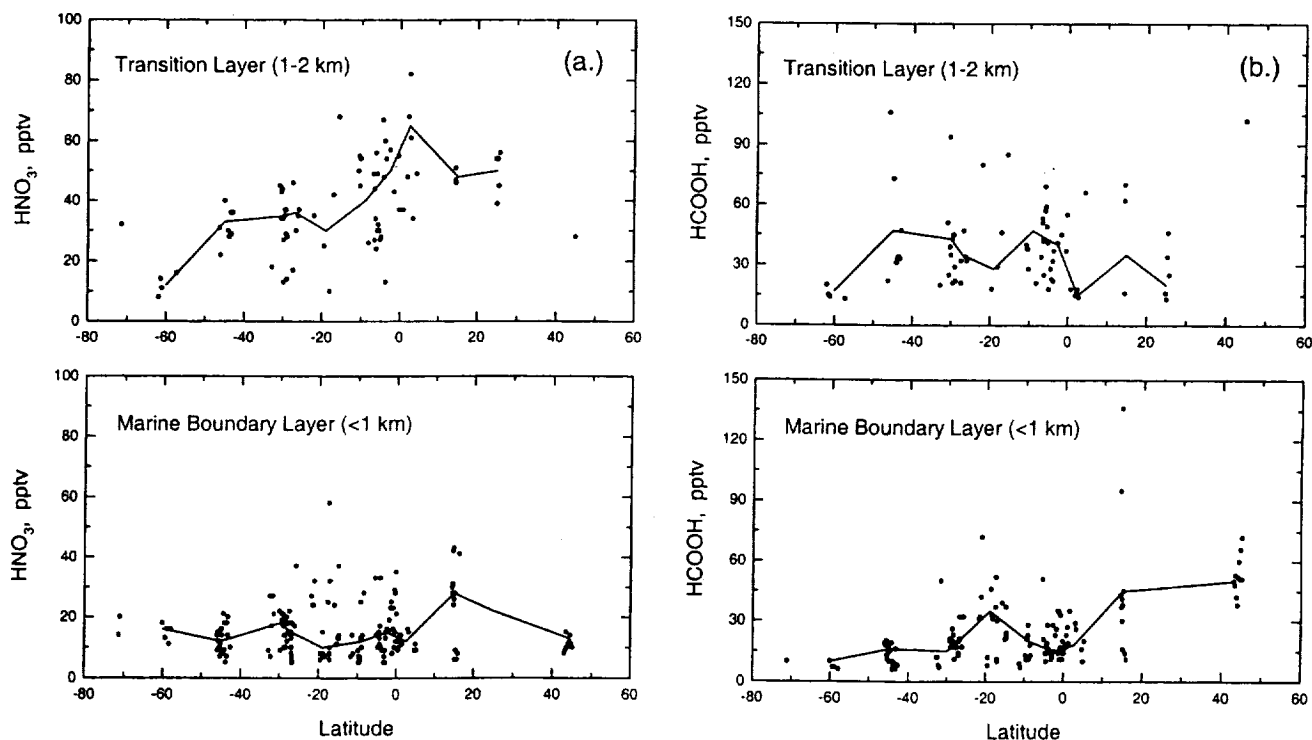 100
80
60
40
20
0
HNO3, pptv
Transition Layer (1-2 km)
(a.)
-80 -60 -40 -20 0 20 40 60
150
120
90
60
30
0
HCOOH, pptv
Transition Layer (1-2 km)
(b.)
-80 -60 -40 -20 0 20 40 60
100
80
60
40
20
0
HNO3, pptv
Marine Boundary Layer (<1 km)
-80 -60 -40 -20 0 20 40 60
Latitude
150
120
90
60
30
0
HCOOH, pptv
Marine Boundary Layer (<1 km)
-80 -60 -40 -20 0 20 40 60
Latitude